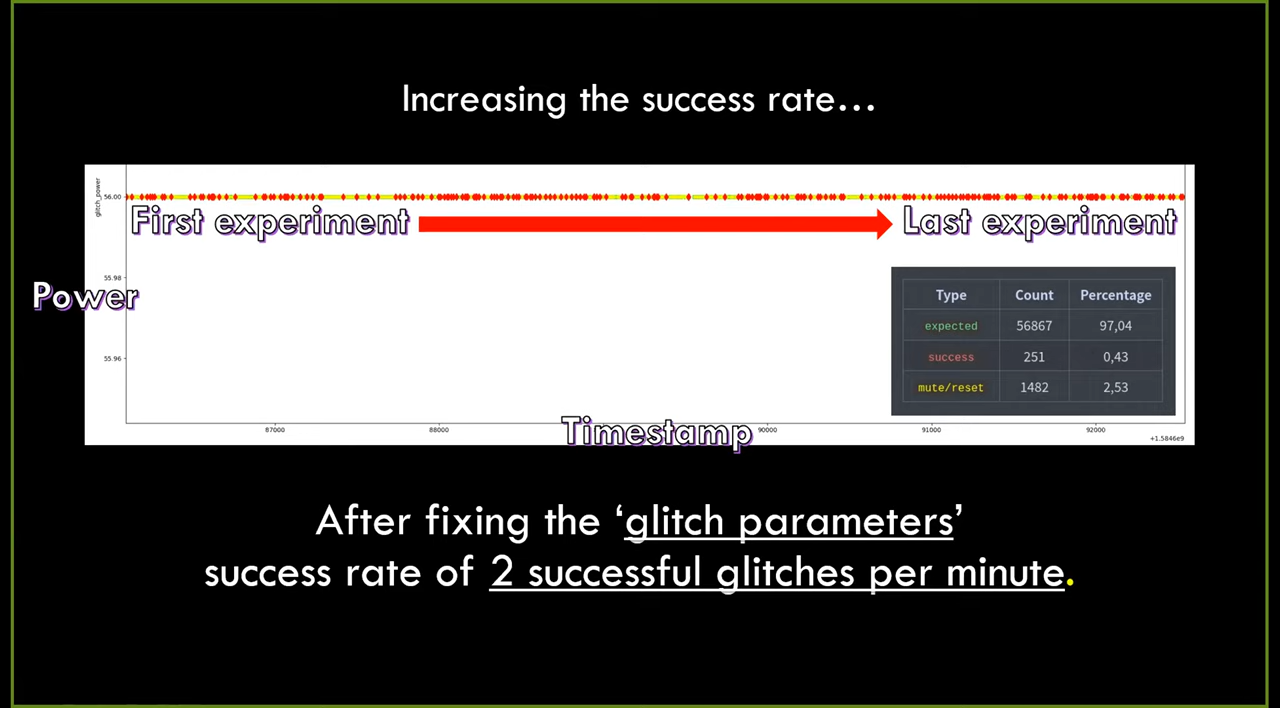 Increasing the success rate…
glitch_power
56.00
First experiment
Last experiment
55.98
Power
Type Count Percentage
expected 56867 97,04
success 251 0,43
mute/reset 1482 2,53
55.96
87000 88000 90000 91000 92000
Timestamp
+1.5846e9
After fixing the ‘glitch parameters’
success rate of 2 successful glitches per minute.